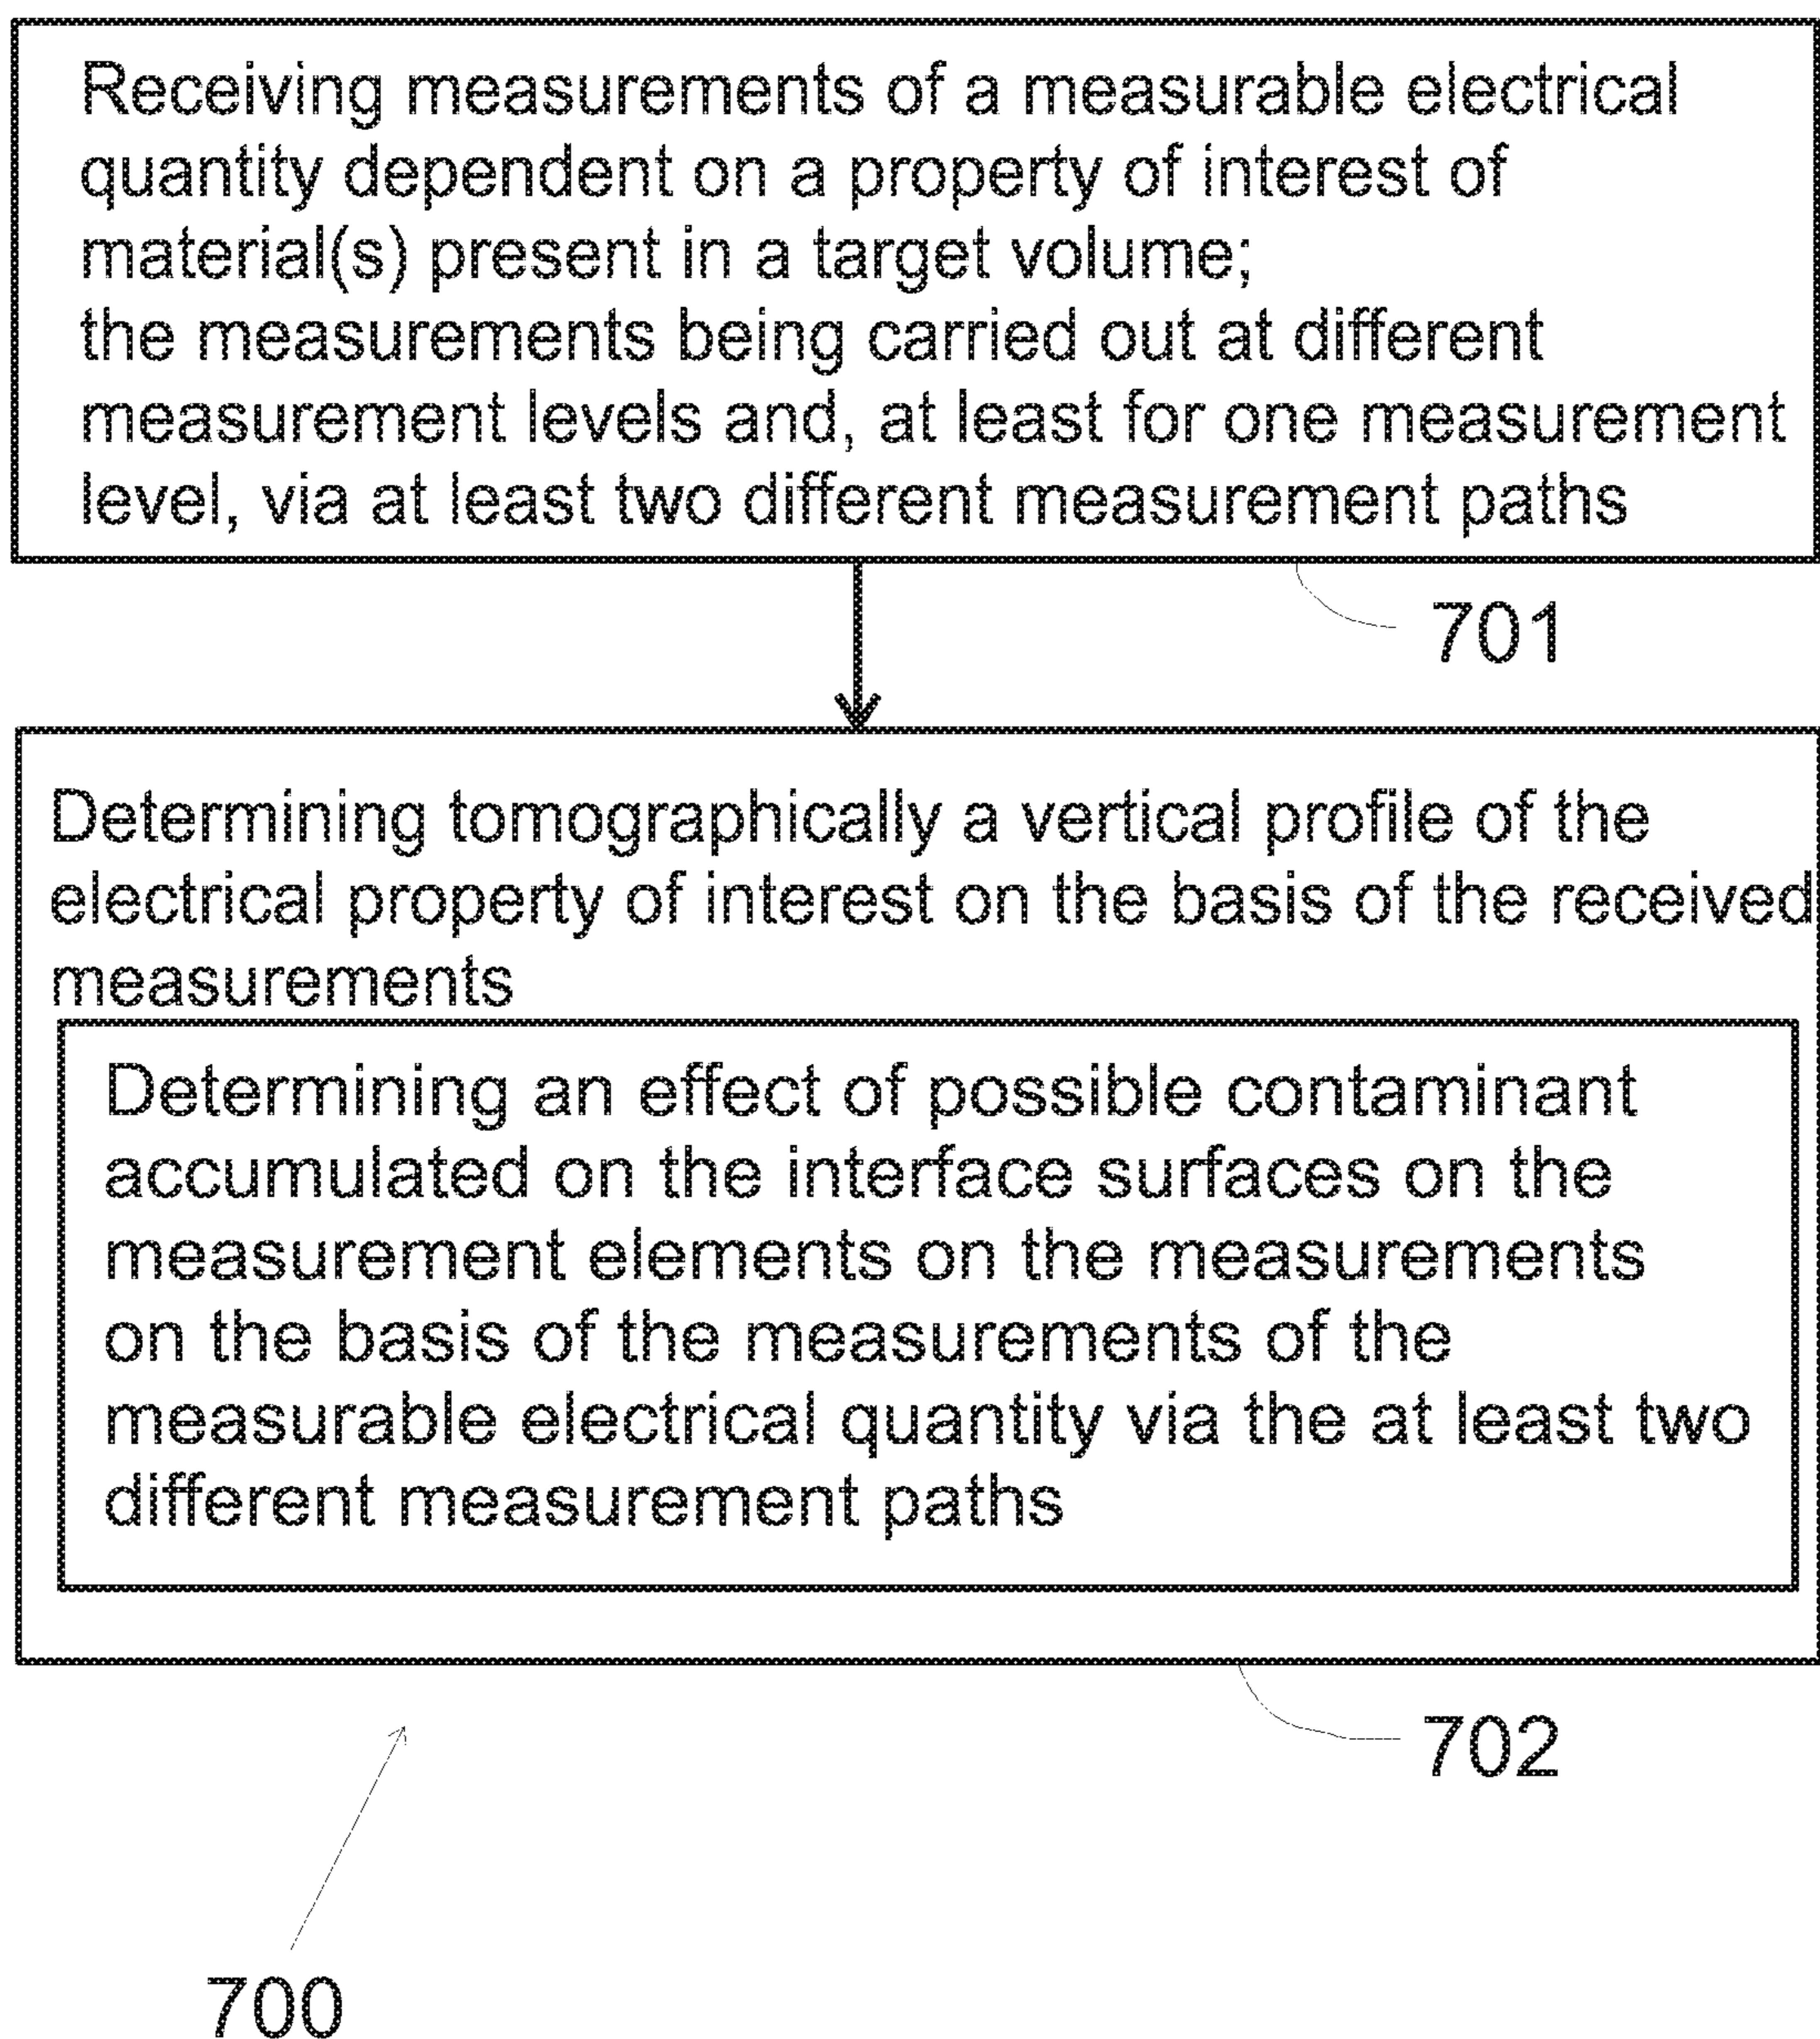 Receiving measurements of a measurable electrical
quantity dependent on a property of interest of
material(s) present in a target volume;
the measurements being carried out at different
measurement levels and, at least for one measurement
level, via at least two different measurement paths
701
Determining tomographically a vertical profile of the
electrical property of interest on the basis of the received
measurements
Determining an effect of possible contaminant
accumulated on the interface surfaces on the
measurement elements on the measurements
on the basis of the measurements of the
measurable electrical quantity via the at least two
different measurement paths
702
700